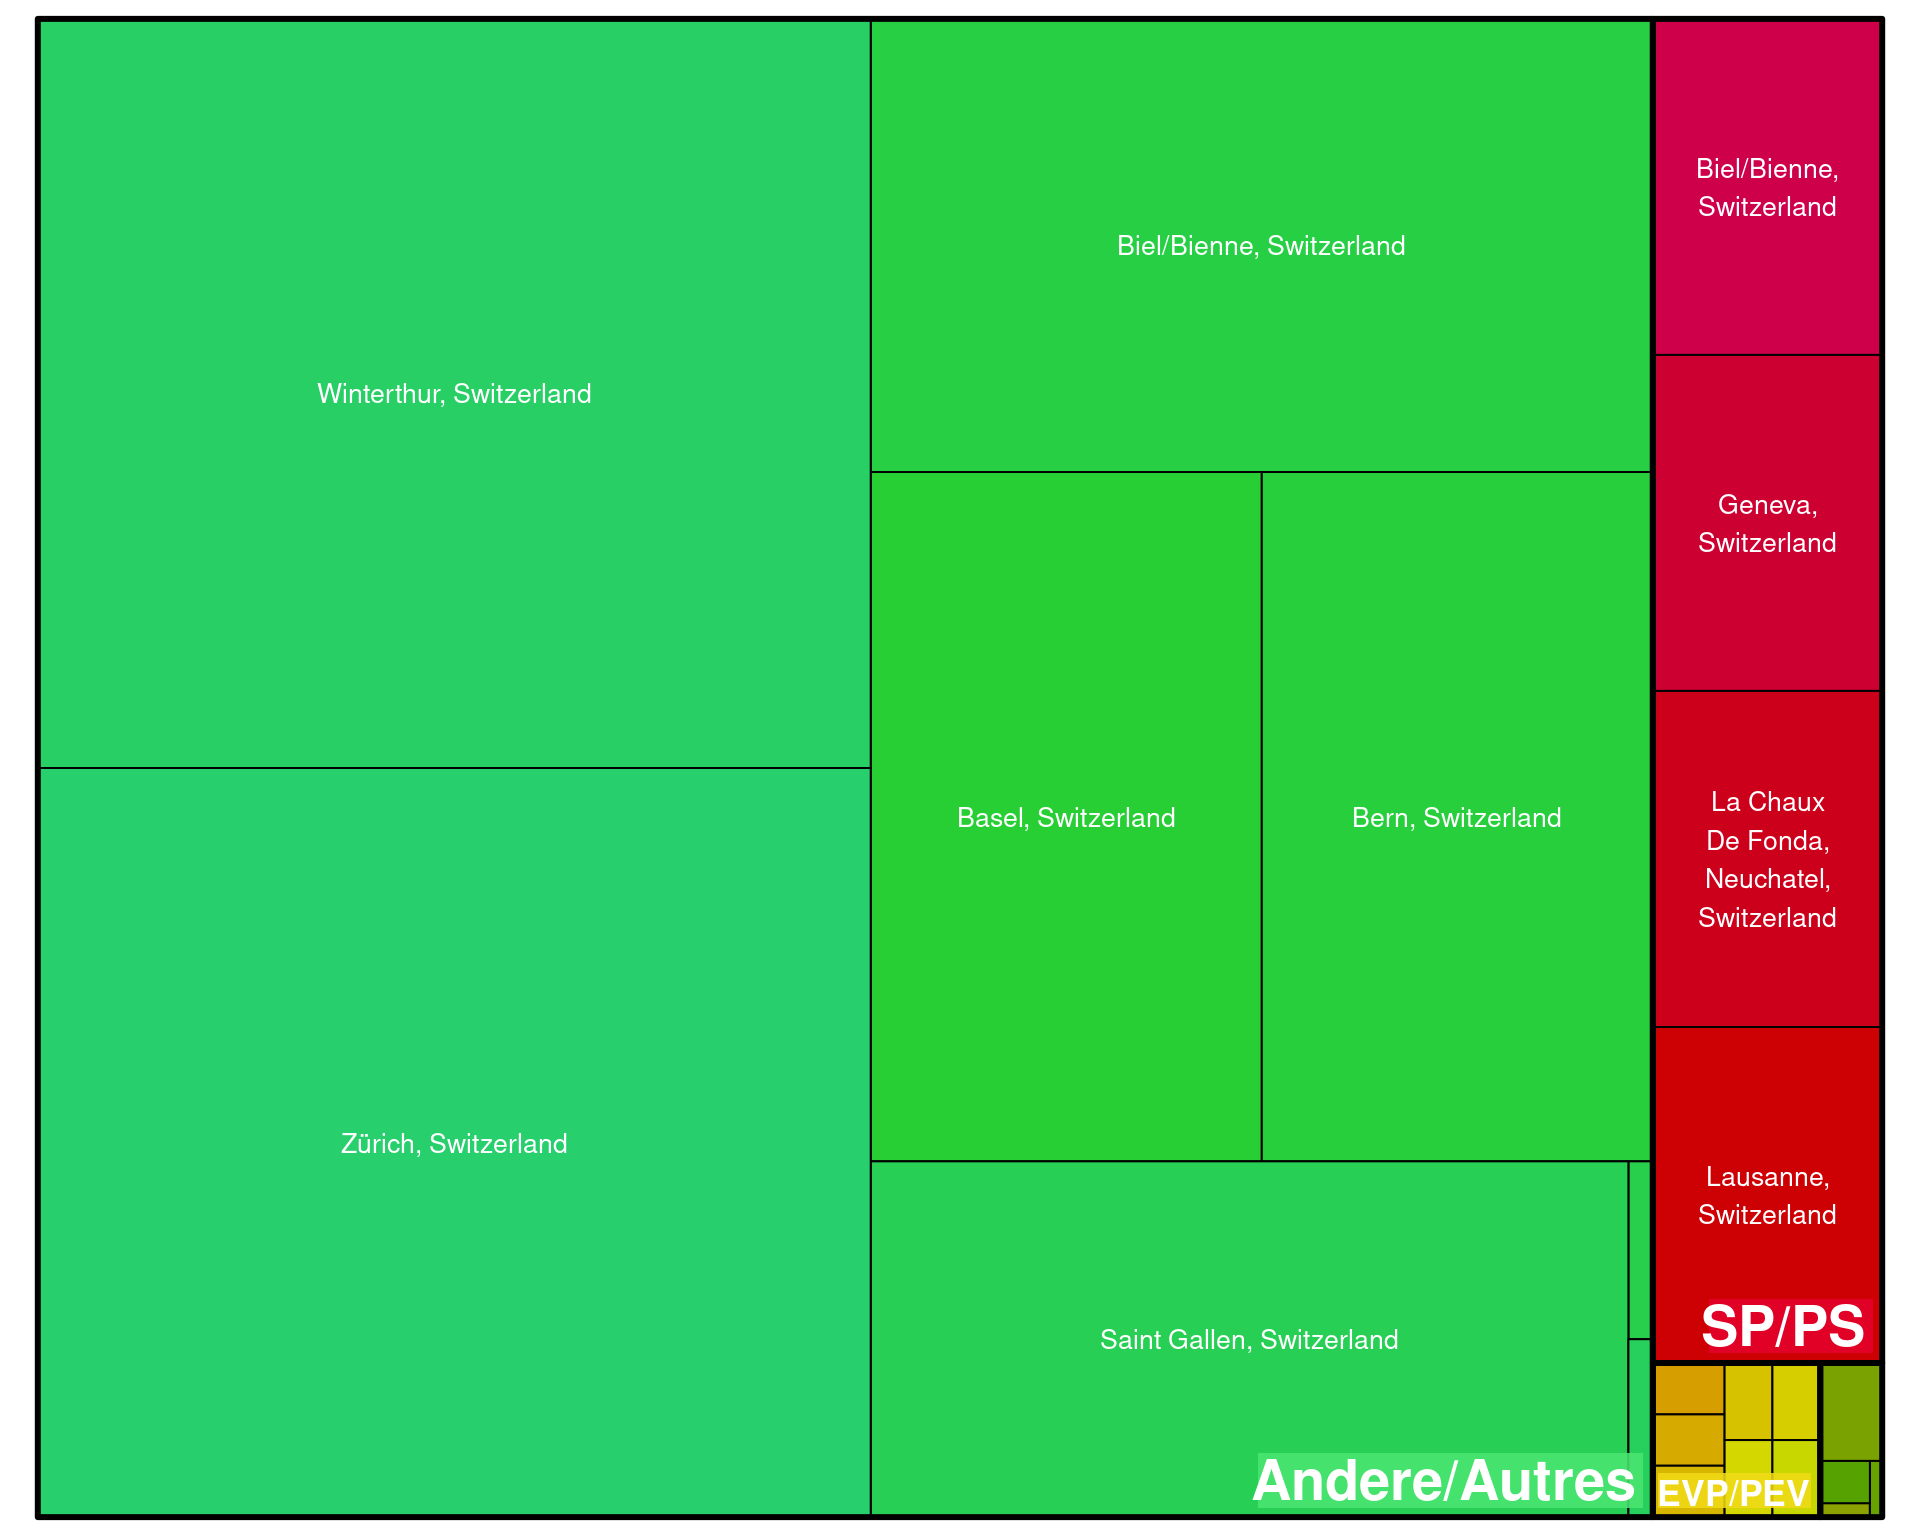 Winterthur, Switzerland
Zürich, Switzerland
Biel/Bienne, Switzerland
Basel, Switzerland
Bern, Switzerland
Saint Gallen, Switzerland
Andere/Autres
Biel/Bienne,
Switzerland
Geneva,
Switzerland
La Chaux
De Fonda,
Neuchatel,
Switzerland
Lausanne,
Switzerland
SP/PS
EVP/PEV